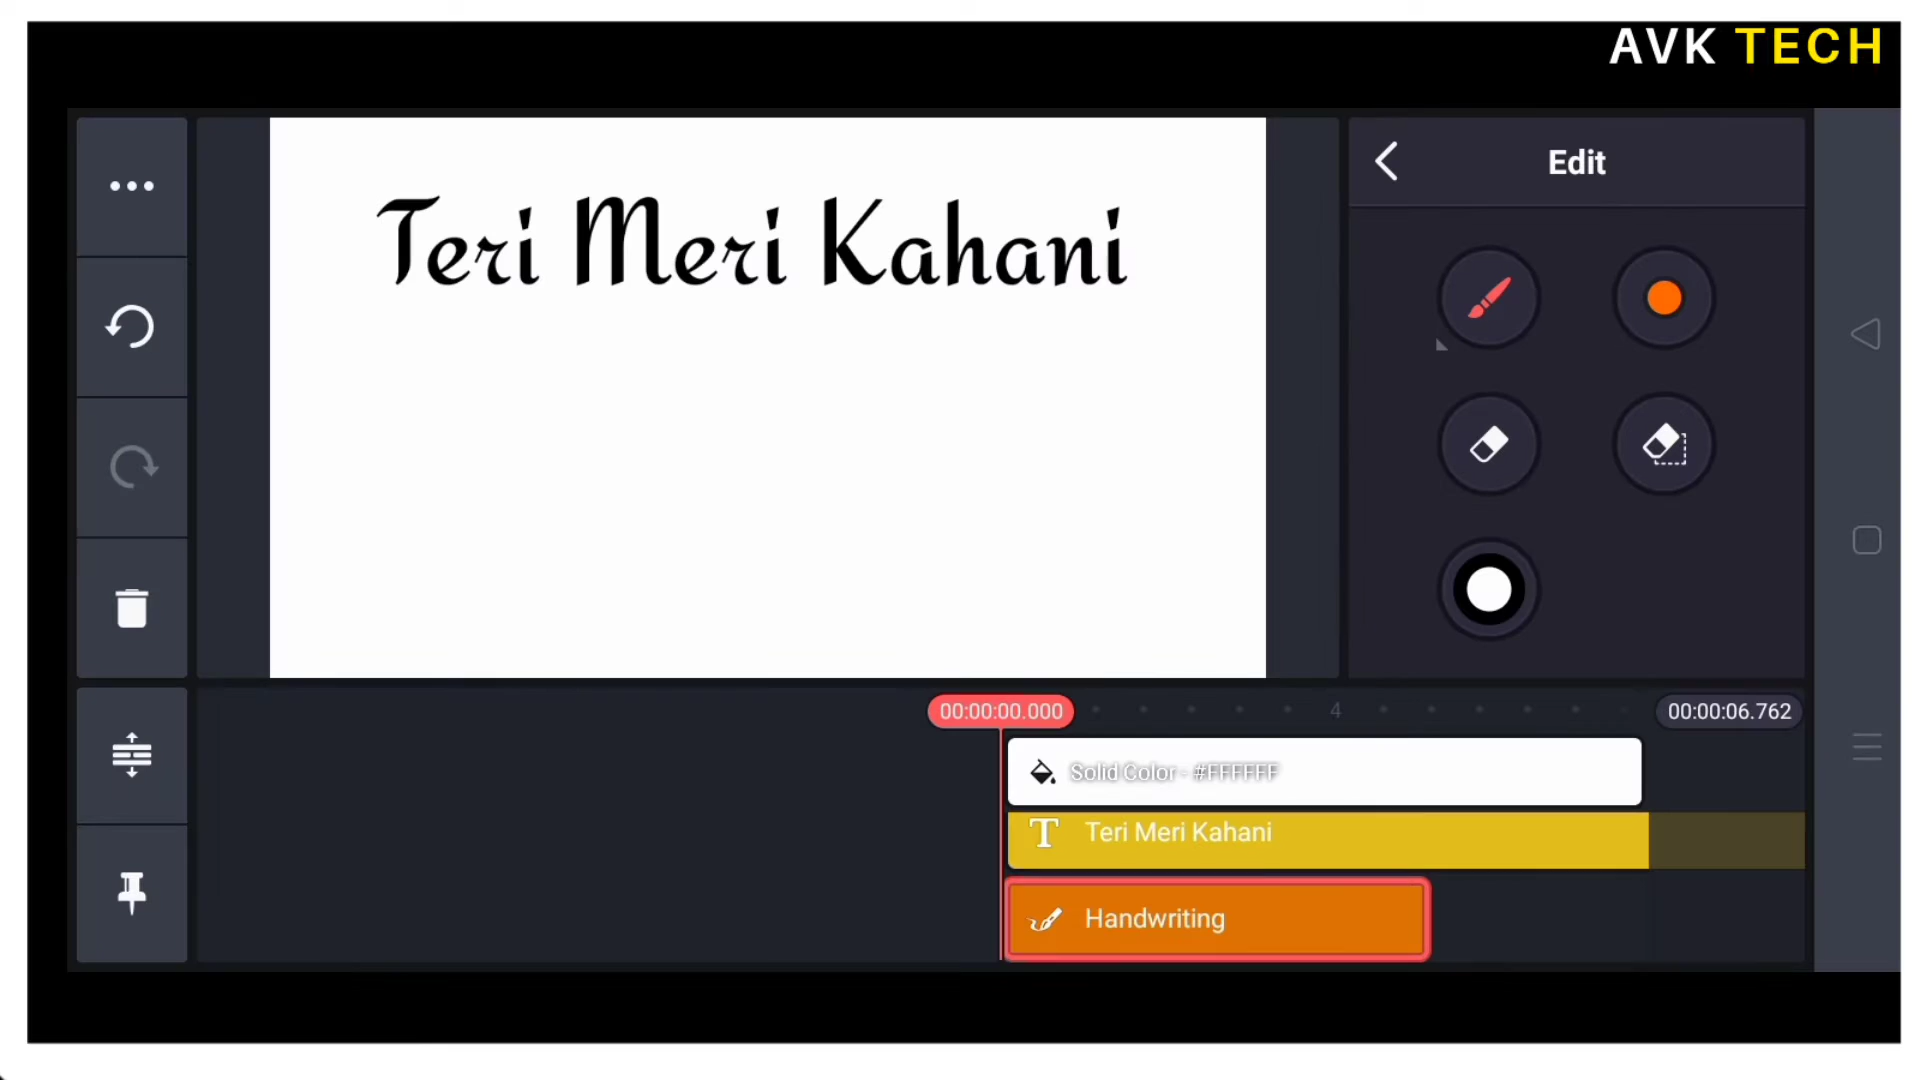 AVK TECH
Edit
Teri Meri Kahani
00:00:00.000
4
00:00:06.762
Solid Color - #FFFFFF
T Teri Meri Kahani
Handwriting